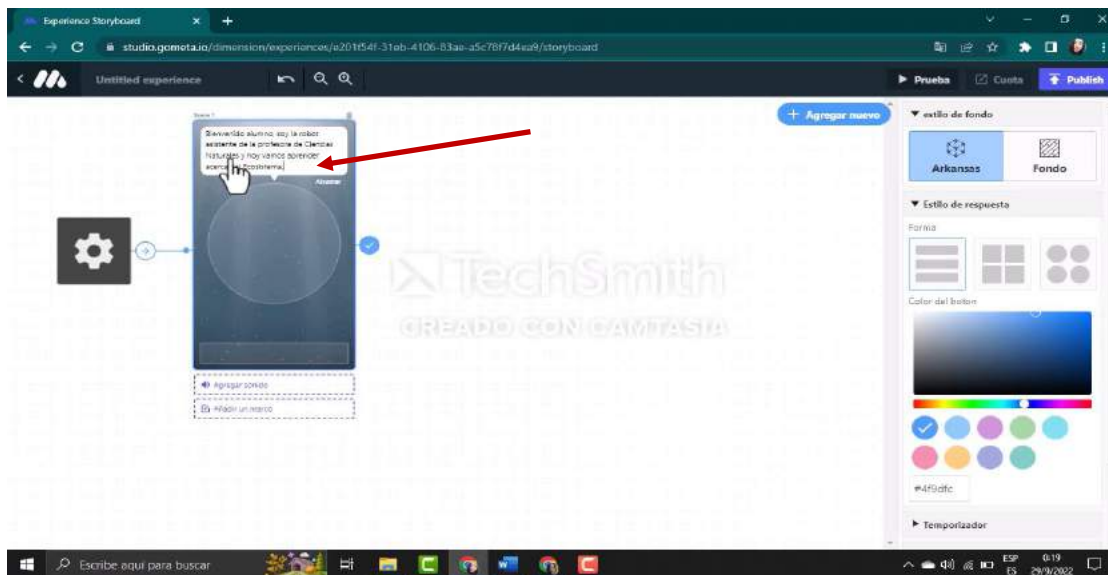 Experience Storyboard
studio.gometa.io/dimension/experiences/e201f54f-31eb-4106-83ae-a5c78f7d4ea9/storyboard
Untitled experience
Prueba
Cuota
Publish
+ Agregar nuevo
Bienvenido alumno, soy la robot
asistente de la profesora de Ciencias
Naturales y hoy vamos aprender
acerca Ecosistema.
Agregar sonido
Añadir un marco
TechSmith
CREADO CON CAMTASIA
estilo de fondo
Arkansas
Fondo
Estilo de respuesta
Forma
Color del boton
#4f9dfc
Temporizador
Escribe aquí para buscar
ESP
ES
0:19
29/9/2022